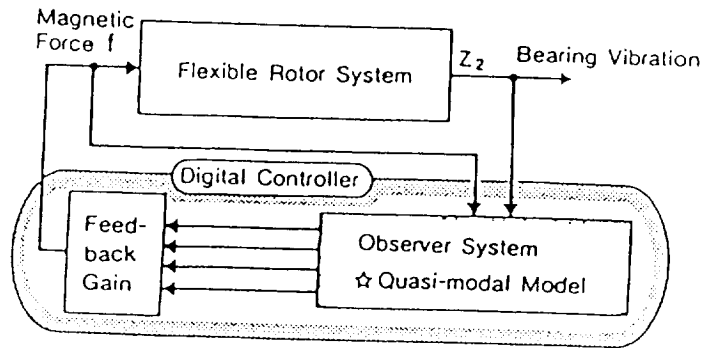 Magnetic
Force f
Flexible Rotor System
Z₂
Bearing Vibration
Digital Controller
Feed-
back
Gain
Observer System
☆ Quasi-modal Model